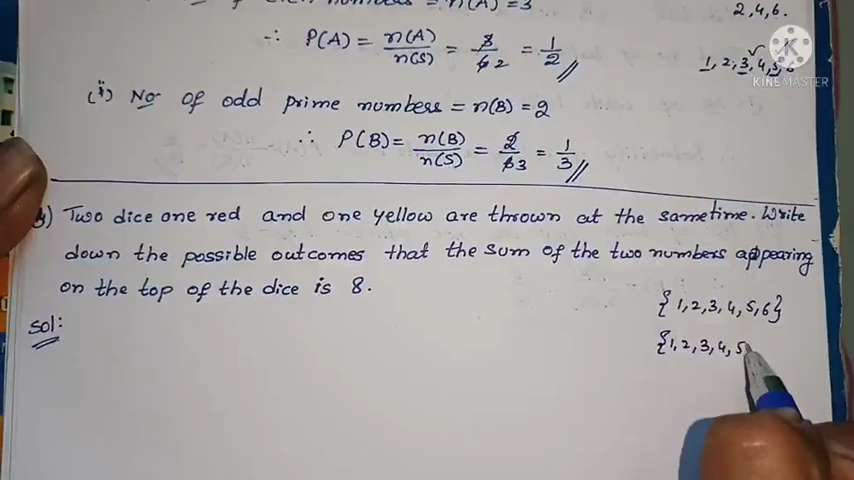 = n(A) = 3
2,4,6.
∴ P(A) = n(A)/n(S) = 3/6 2 = 1/2 //
1, 2, 3, 4, 5, 6
KINEMASTER
(ii) No of odd prime numbers = n(B) = 2
∴ P(B) = n(B)/n(S) = 2/6 3 = 1/3 //
) Two dice one red and one yellow are thrown at the sametime. Write
down the possible outcomes that the sum of the two numbers appearing
on the top of the dice is 8.
{ 1, 2, 3, 4, 5, 6 }
Sol:
{ 1, 2, 3, 4, 5